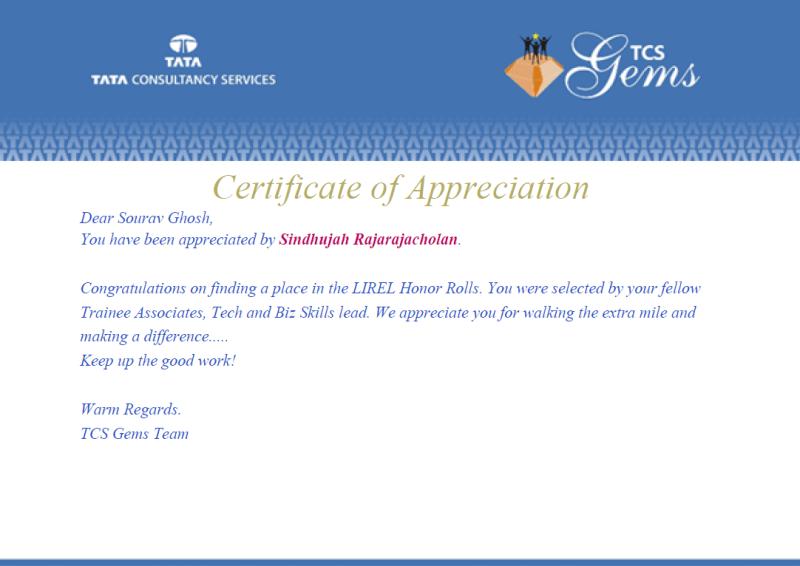 TATA
TATA CONSULTANCY SERVICES
TCS
Gems
Certificate of Appreciation
Dear Sourav Ghosh,
You have been appreciated by Sindhujah Rajarajacholan.
Congratulations on finding a place in the LIREL Honor Rolls. You were selected by your fellow
Trainee Associates, Tech and Biz Skills lead. We appreciate you for walking the extra mile and
making a difference.....
Keep up the good work!
Warm Regards.
TCS Gems Team